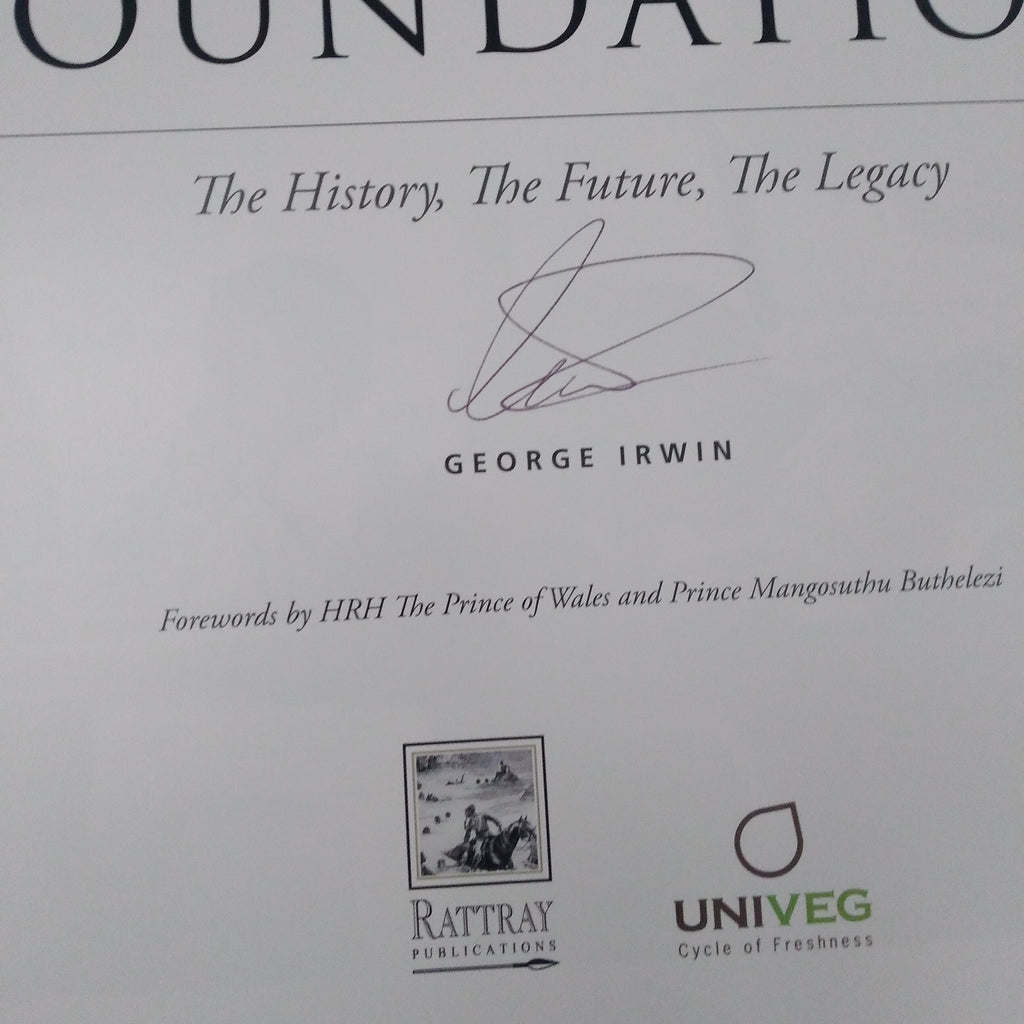 OUNDATIO
The History, The Future, The Legacy
GEORGE IRWIN
Forewords by HRH The Prince of Wales and Prince Mangosuthu Buthelezi
RATTRAY
PUBLICATIONS
UNIVEG
Cycle of Freshness